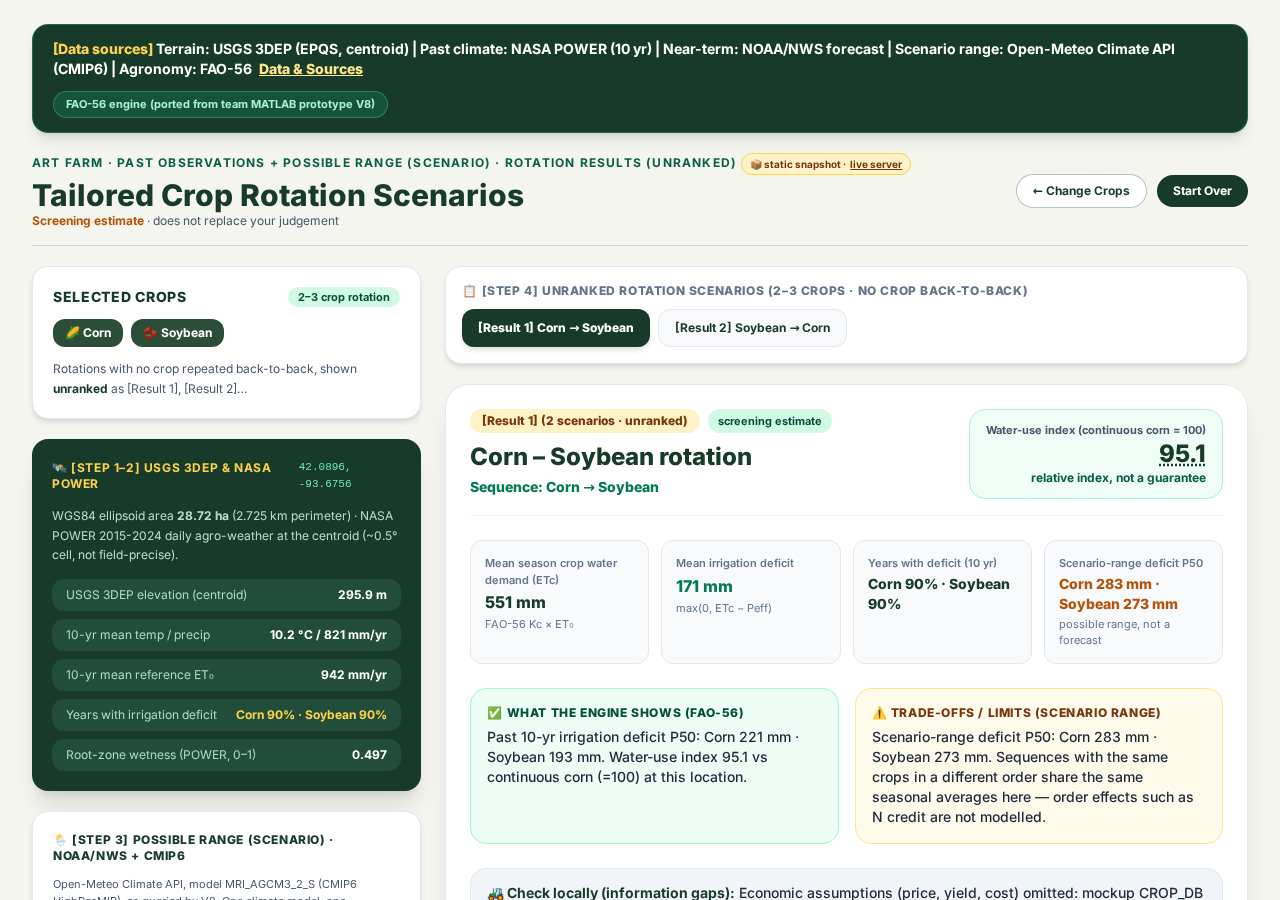 [Data sources] Terrain: USGS 3DEP (EPQS, centroid) | Past climate: NASA POWER (10 yr) | Near-term: NOAA/NWS forecast | Scenario range: Open-Meteo Climate API
(CMIP6) | Agronomy: FAO-56 Data & Sources
FAO-56 engine (ported from team MATLAB prototype V8)
ART FARM · PAST OBSERVATIONS + POSSIBLE RANGE (SCENARIO) · ROTATION RESULTS (UNRANKED) 📦 static snapshot · live server
Tailored Crop Rotation Scenarios
Screening estimate · does not replace your judgement
← Change Crops
Start Over
SELECTED CROPS
2–3 crop rotation
🌽 Corn
🫘 Soybean
Rotations with no crop repeated back-to-back, shown
unranked as [Result 1], [Result 2]…
🛰️ [STEP 1–2] USGS 3DEP & NASA
POWER
42.0896,
-93.6756
WGS84 ellipsoid area 28.72 ha (2.725 km perimeter) · NASA
POWER 2015-2024 daily agro-weather at the centroid (~0.5°
cell, not field-precise).
USGS 3DEP elevation (centroid) 295.9 m
10-yr mean temp / precip 10.2 °C / 821 mm/yr
10-yr mean reference ET₀ 942 mm/yr
Years with irrigation deficit Corn 90% · Soybean 90%
Root-zone wetness (POWER, 0–1) 0.497
🌦️ [STEP 3] POSSIBLE RANGE (SCENARIO) ·
NOAA/NWS + CMIP6
Open-Meteo Climate API, model MRI_AGCM3_2_S (CMIP6
📋 [STEP 4] UNRANKED ROTATION SCENARIOS (2–3 CROPS · NO CROP BACK-TO-BACK)
[Result 1] Corn → Soybean
[Result 2] Soybean → Corn
[Result 1] (2 scenarios · unranked)
screening estimate
Corn – Soybean rotation
Sequence: Corn → Soybean
Water-use index (continuous corn = 100)
95.1
relative index, not a guarantee
Mean season crop water
demand (ETc)
551 mm
FAO-56 Kc × ET₀
Mean irrigation deficit
171 mm
max(0, ETc − Peff)
Years with deficit (10 yr)
Corn 90% · Soybean
90%
Scenario-range deficit P50
Corn 283 mm ·
Soybean 273 mm
possible range, not a
forecast
✅ WHAT THE ENGINE SHOWS (FAO-56)
Past 10-yr irrigation deficit P50: Corn 221 mm ·
Soybean 193 mm. Water-use index 95.1 vs
continuous corn (=100) at this location.
⚠️ TRADE-OFFS / LIMITS (SCENARIO RANGE)
Scenario-range deficit P50: Corn 283 mm ·
Soybean 273 mm. Sequences with the same
crops in a different order share the same
seasonal averages here — order effects such as
N credit are not modelled.
🚜 Check locally (information gaps): Economic assumptions (price, yield, cost) omitted: mockup CROP_DB